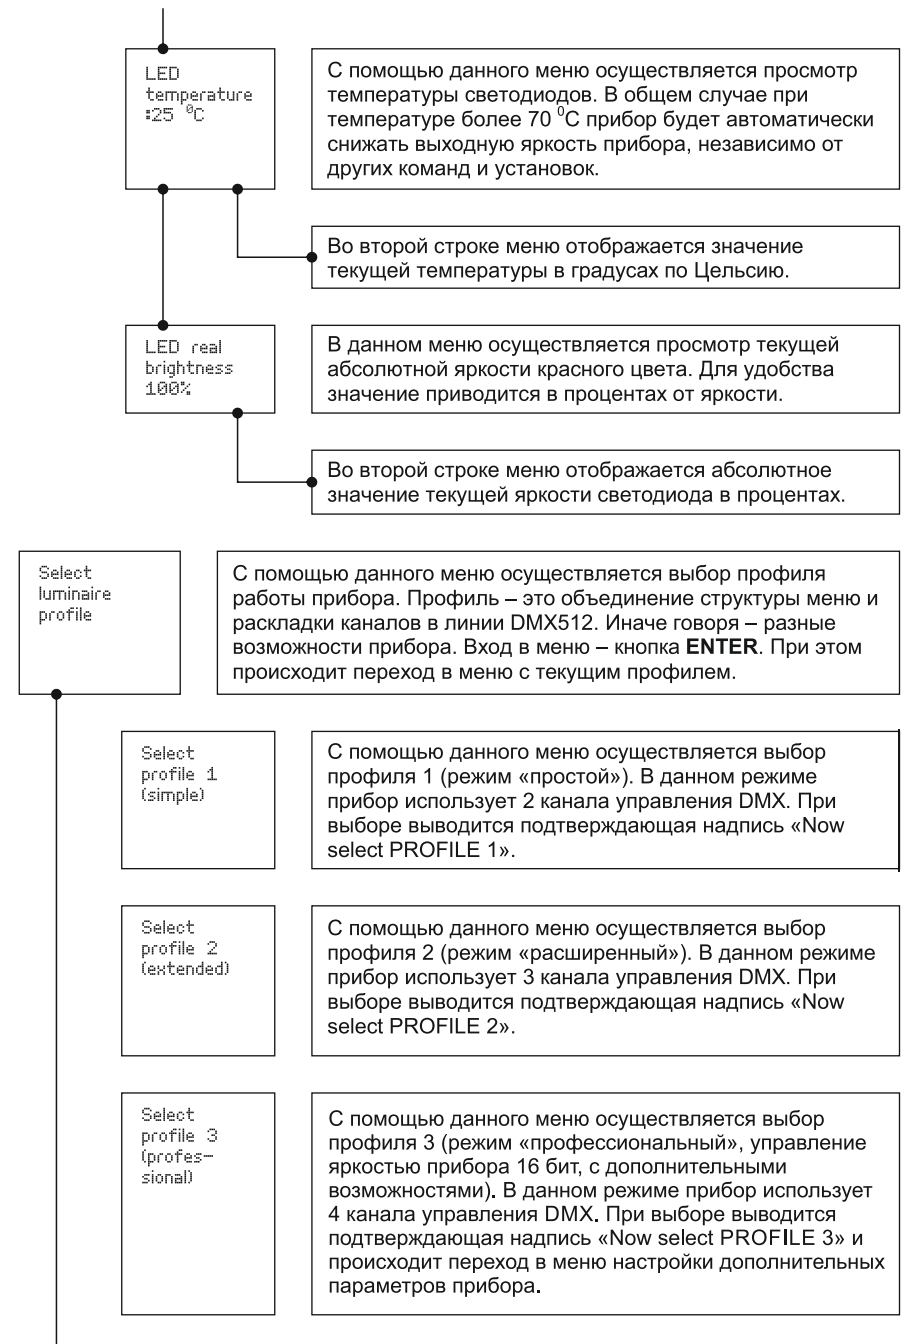 LED
temperature
:25 ⁰C
С помощью данного меню осуществляется просмотр
температуры светодиодов. В общем случае при
температуре более 70 ⁰С прибор будет автоматически
снижать выходную яркость прибора, независимо от
других команд и установок.
Во второй строке меню отображается значение
текущей температуры в градусах по Цельсию.
LED real
brightness
100%
В данном меню осуществляется просмотр текущей
абсолютной яркости красного цвета. Для удобства
значение приводится в процентах от яркости.
Во второй строке меню отображается абсолютное
значение текущей яркости светодиода в процентах.
Select
luminaire
profile
С помощью данного меню осуществляется выбор профиля
работы прибора. Профиль – это объединение структуры меню и
раскладки каналов в линии DMX512. Иначе говоря – разные
возможности прибора. Вход в меню – кнопка ENTER. При этом
происходит переход в меню с текущим профилем.
Select
profile 1
(simple)
С помощью данного меню осуществляется выбор
профиля 1 (режим «простой»). В данном режиме
прибор использует 2 канала управления DMX. При
выборе выводится подтверждающая надпись «Now
select PROFILE 1».
Select
profile 2
(extended)
С помощью данного меню осуществляется выбор
профиля 2 (режим «расширенный»). В данном режиме
прибор использует 3 канала управления DMX. При
выборе выводится подтверждающая надпись «Now
select PROFILE 2».
Select
profile 3
(profes-
sional)
С помощью данного меню осуществляется выбор
профиля 3 (режим «профессиональный», управление
яркостью прибора 16 бит, с дополнительными
возможностями). В данном режиме прибор использует
4 канала управления DMX. При выборе выводится
подтверждающая надпись «Now select PROFILE 3» и
происходит переход в меню настройки дополнительных
параметров прибора.